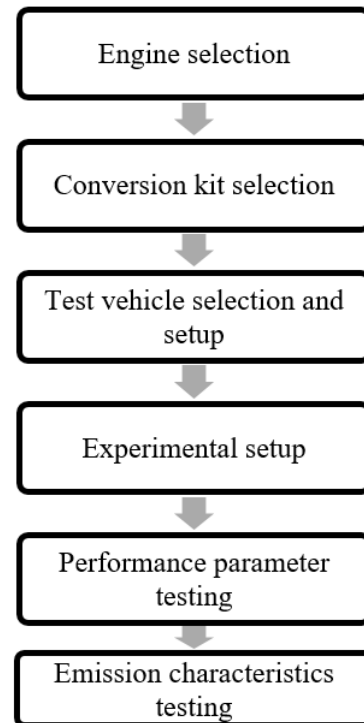 Engine selection
Conversion kit selection
Test vehicle selection and
setup
Experimental setup
Performance parameter
testing
Emission characteristics
testing